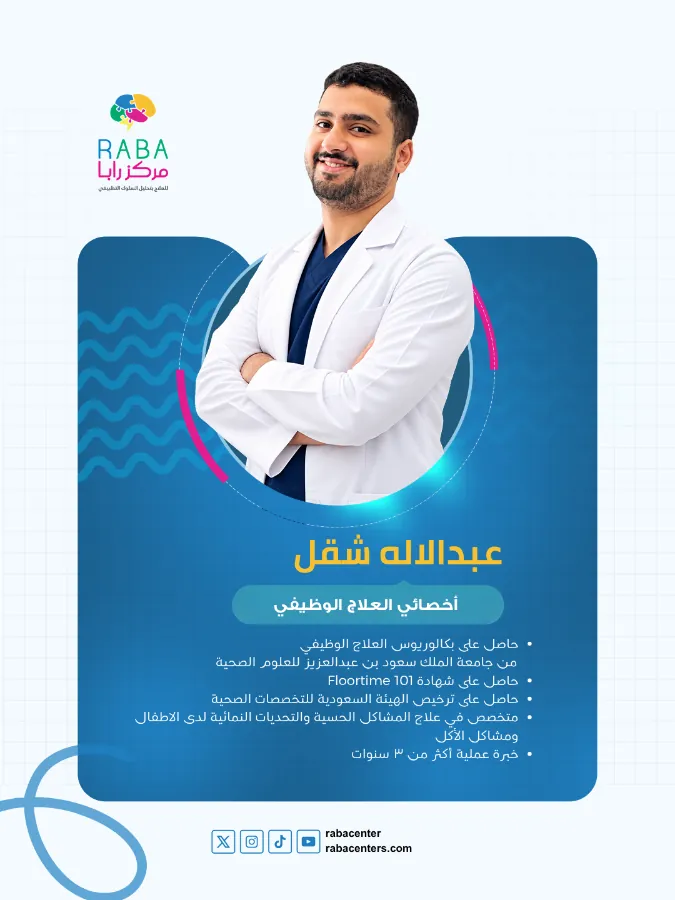 RABA
مركز رابا
للعلاج بتحليل السلوك التطبيقي
عبدالاله شقل
أخصائي العلاج الوظيفي
• حاصل على بكالوريوس العلاج الوظيفي
من جامعة الملك سعود بن عبدالعزيز للعلوم الصحية
• حاصل على شهادة Floortime 101
• حاصل على ترخيص الهيئة السعودية للتخصصات الصحية
• متخصص في علاج المشاكل الحسية والتحديات النمائية لدى الاطفال
ومشاكل الأكل
• خبرة عملية أكثر من ٣ سنوات
rabacenter
rabacenters.com